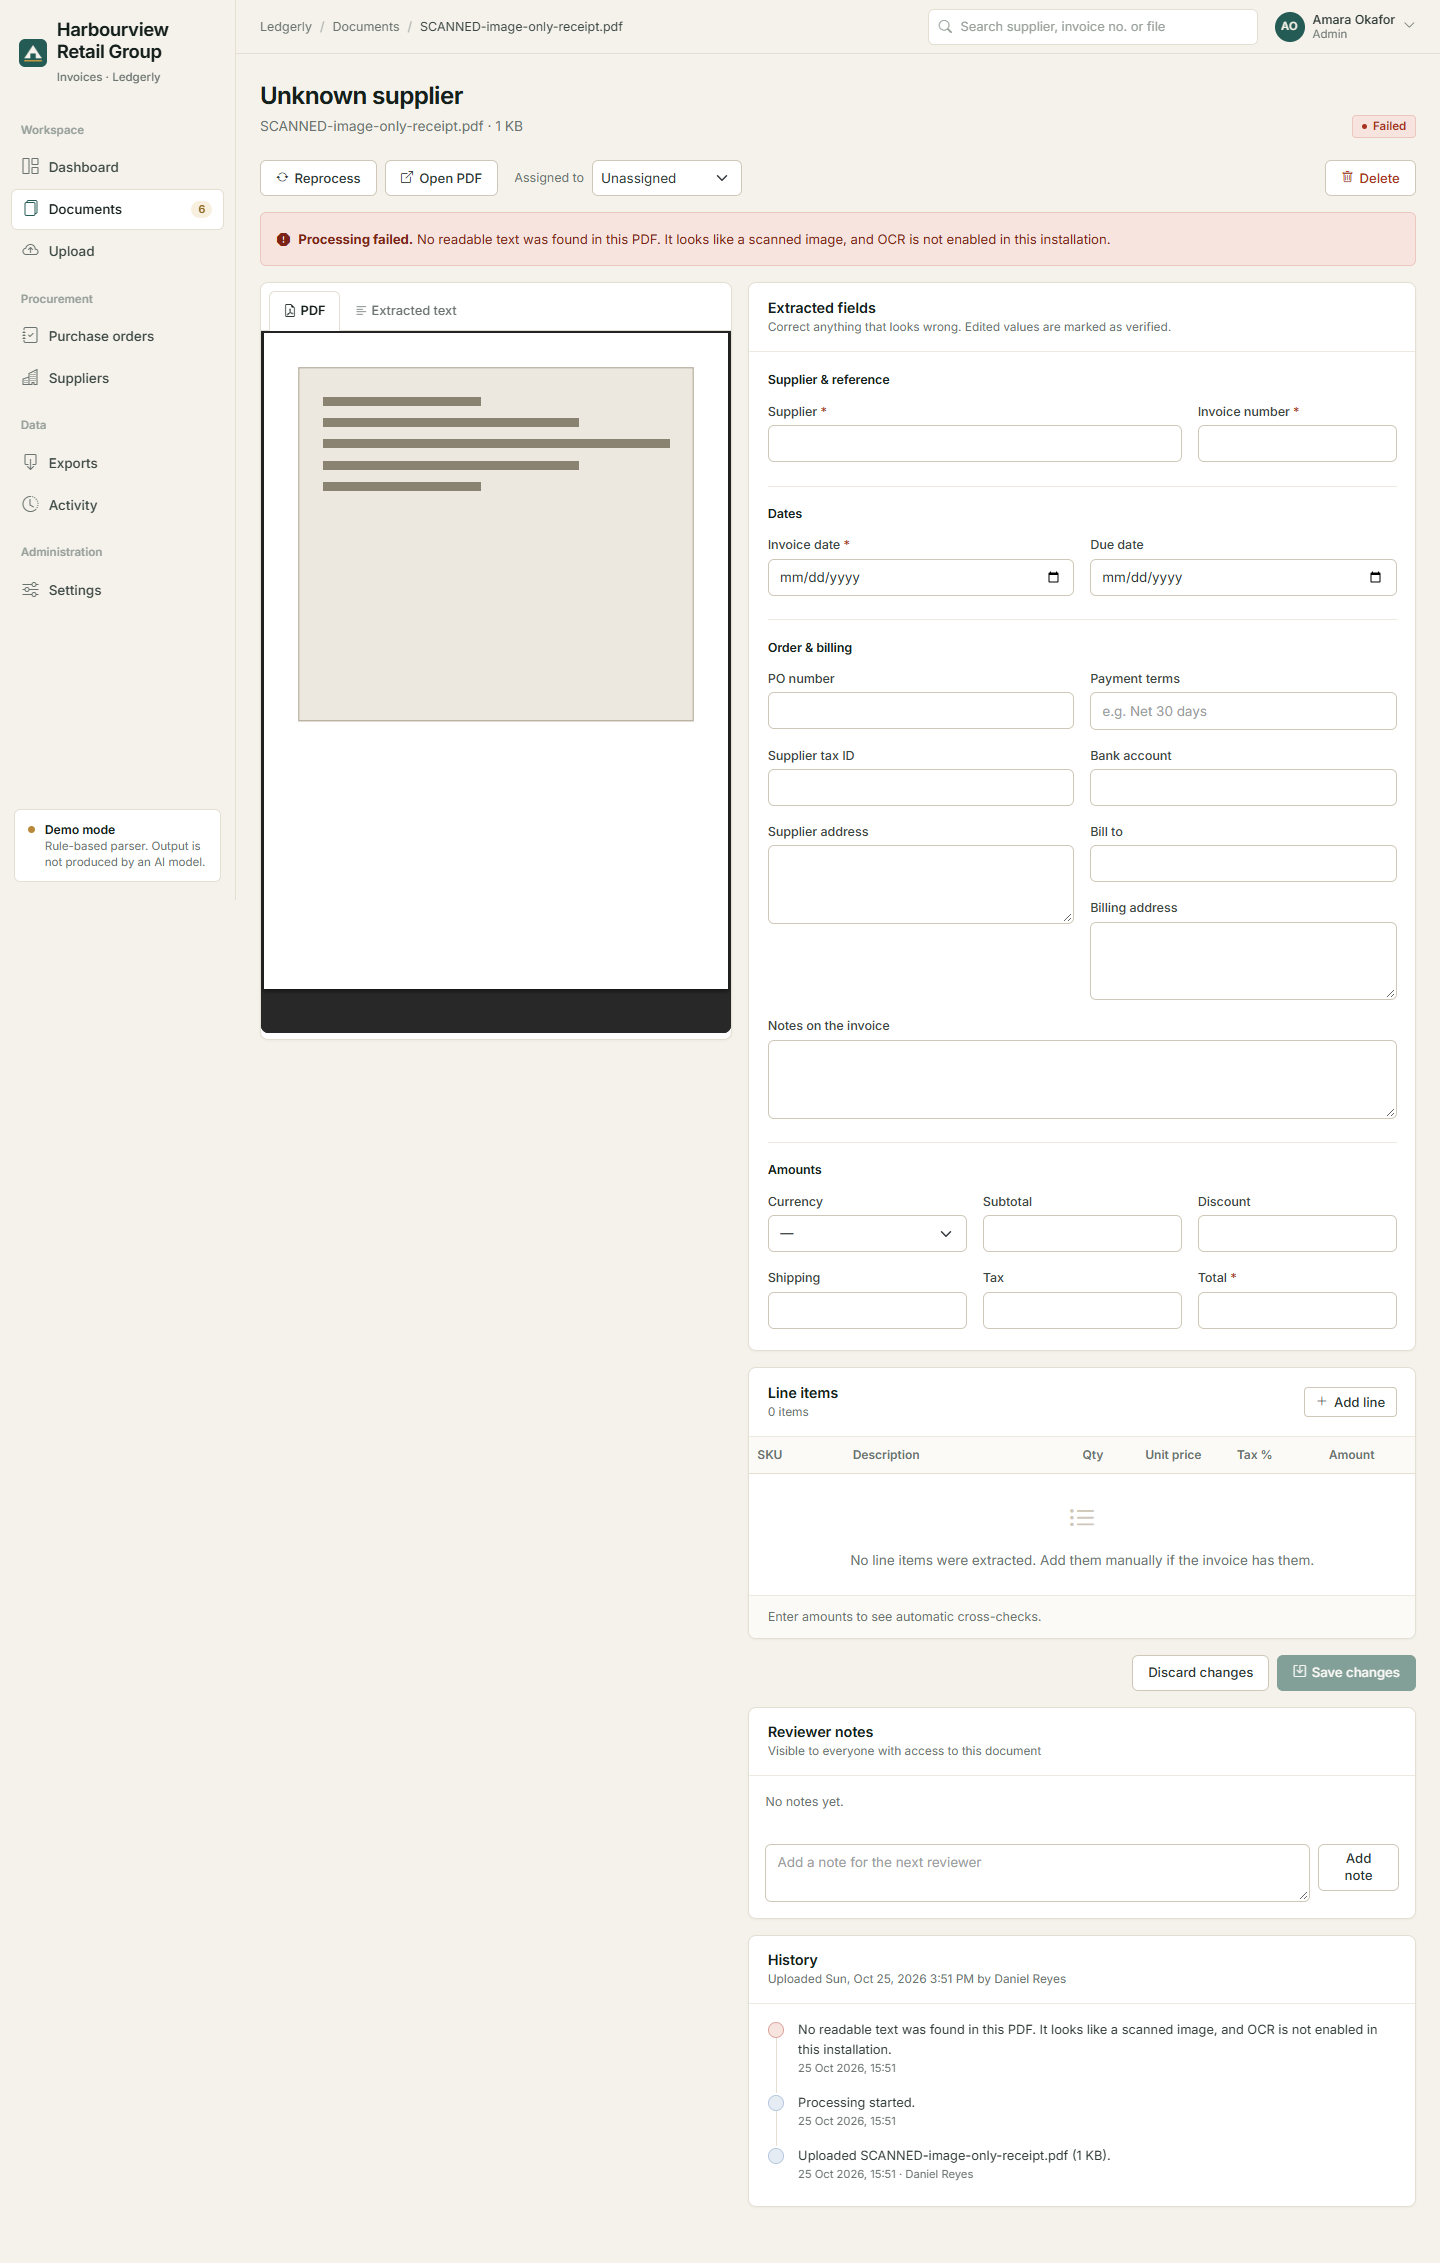 Harbourview
Retail Group
Invoices · Ledgerly
Workspace
Dashboard
Documents 6
Upload
Procurement
Purchase orders
Suppliers
Data
Exports
Activity
Administration
Settings
Demo mode
Rule-based parser. Output is
not produced by an AI model.
Ledgerly / Documents / SCANNED-image-only-receipt.pdf
Search supplier, invoice no. or file
AO
Amara Okafor
Admin
Unknown supplier
SCANNED-image-only-receipt.pdf · 1 KB
Failed
Reprocess
Open PDF
Assigned to
Unassigned
Delete
Processing failed. No readable text was found in this PDF. It looks like a scanned image, and OCR is not enabled in this installation.
PDF
Extracted text
Extracted fields
Correct anything that looks wrong. Edited values are marked as verified.
Supplier & reference
Supplier *
Invoice number *
Dates
Invoice date *
Due date
mm/dd/yyyy
mm/dd/yyyy
Order & billing
PO number
Payment terms
e.g. Net 30 days
Supplier tax ID
Bank account
Supplier address
Bill to
Billing address
Notes on the invoice
Amounts
Currency
Subtotal
Discount
—
Shipping
Tax
Total *
Line items
0 items
Add line
SKU Description Qty Unit price Tax % Amount
No line items were extracted. Add them manually if the invoice has them.
Enter amounts to see automatic cross-checks.
Discard changes
Save changes
Reviewer notes
Visible to everyone with access to this document
No notes yet.
Add a note for the next reviewer
Add
note
History
Uploaded Sun, Oct 25, 2026 3:51 PM by Daniel Reyes
No readable text was found in this PDF. It looks like a scanned image, and OCR is not enabled in
this installation.
25 Oct 2026, 15:51
Processing started.
25 Oct 2026, 15:51
Uploaded SCANNED-image-only-receipt.pdf (1 KB).
25 Oct 2026, 15:51 · Daniel Reyes